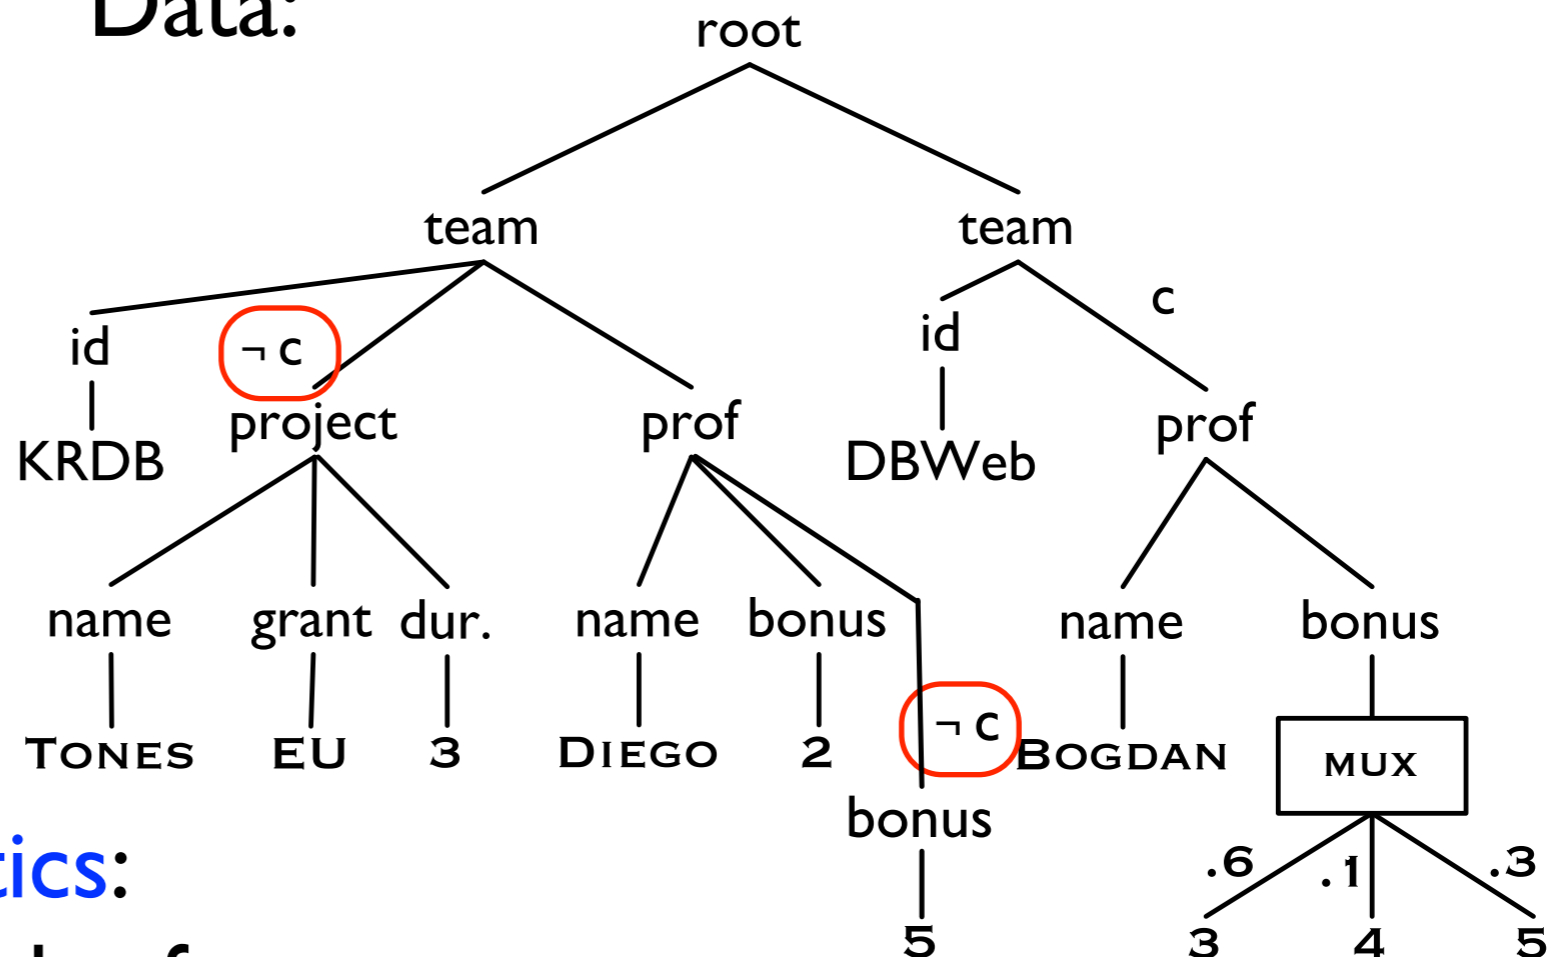 Data:
root
team team
c
id ¬ c id
project prof prof
KRDB DBWeb
name grant dur. name bonus name bonus
¬ c
TONES EU 3 DIEGO 2 BOGDAN MUX
bonus
tics:
.6 .1 .3
5 3 4 5